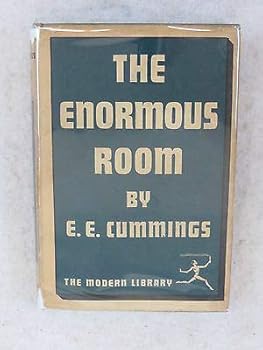 THE
ENORMOUS
ROOM
BY
E. E. CUMMINGS
THE MODERN LIBRARY